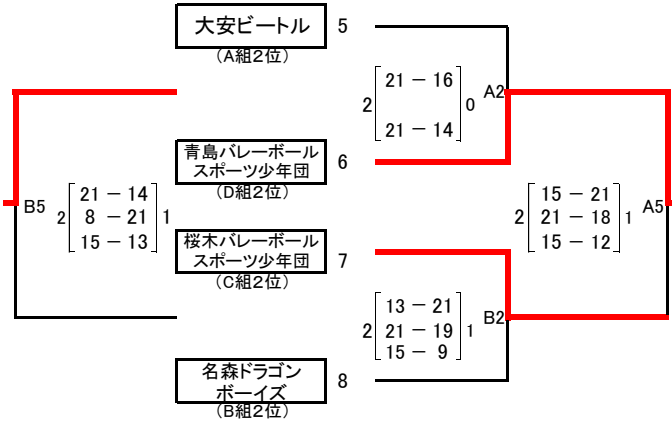 大安ビートル 5
(A組2位)
21 － 16
2 0 A2
21 － 14
青島バレーボール
スポーツ少年団 6
(D組2位)
B5 2 1
21 － 14
8 － 21
15 － 13
2 1 A5
15 － 21
21 － 18
15 － 12
桜木バレーボール
スポーツ少年団 7
(C組2位)
13 － 21
2 21 － 19 1 B2
15 － 9
名森ドラゴン
ボーイズ 8
(B組2位)